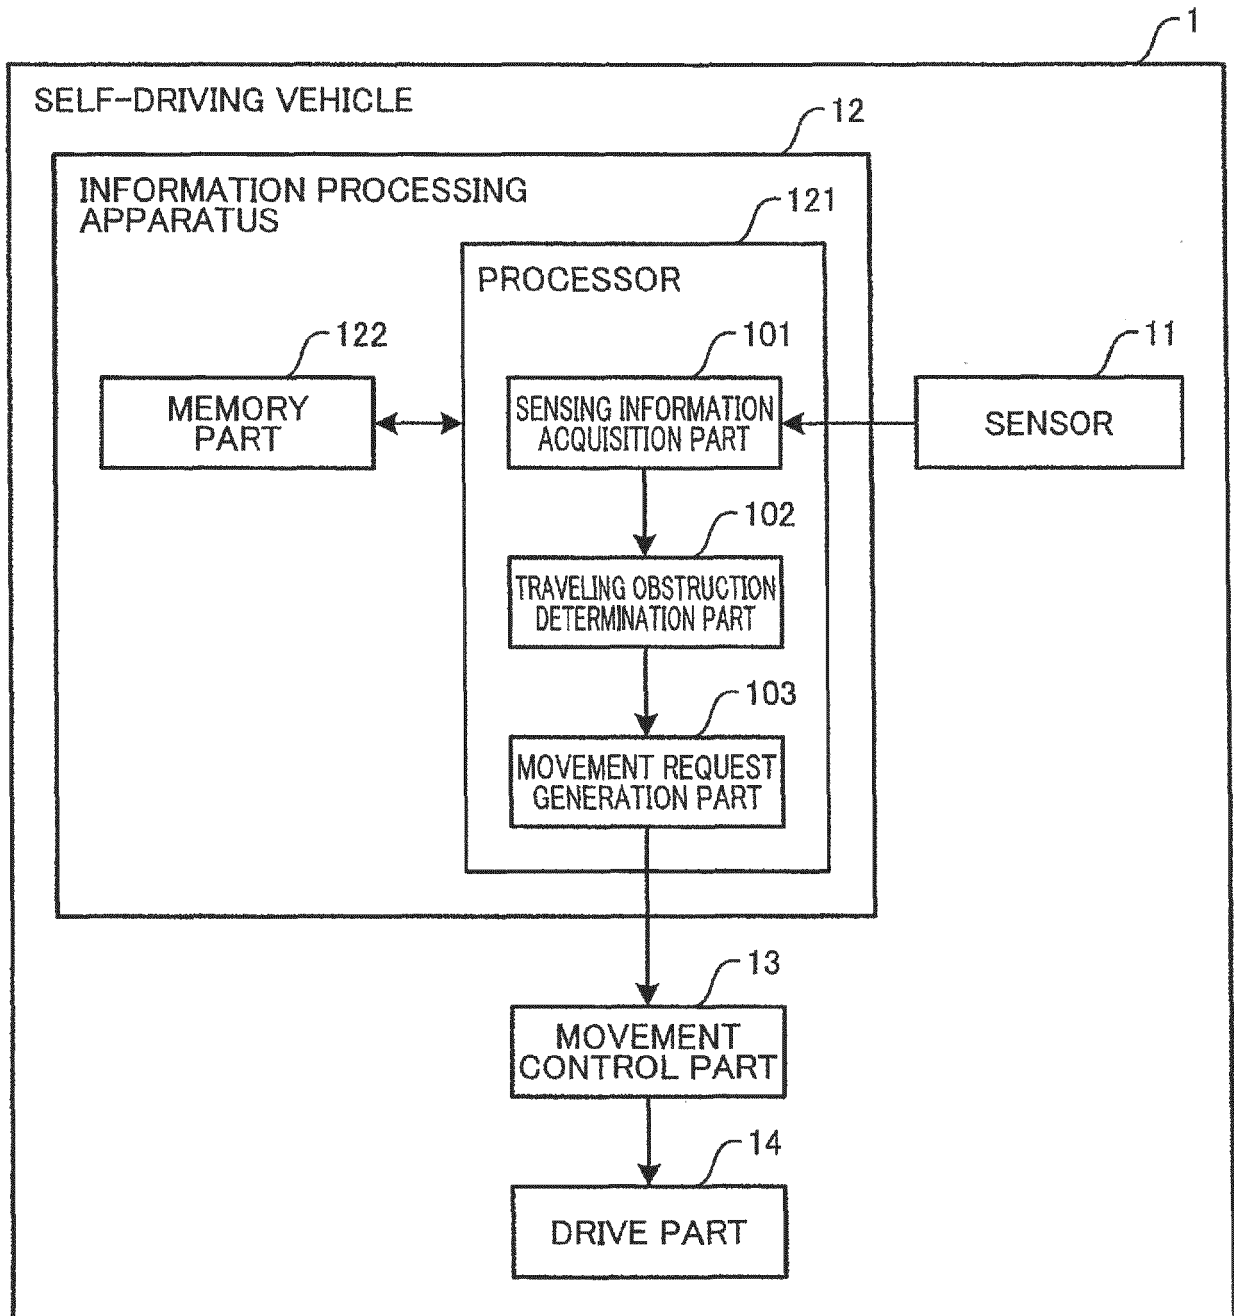 1
SELF-DRIVING VEHICLE
12
INFORMATION PROCESSING
APPARATUS
121
PROCESSOR
122
MEMORY
PART
101
SENSING INFORMATION
ACQUISITION PART
11
SENSOR
102
TRAVELING OBSTRUCTION
DETERMINATION PART
103
MOVEMENT REQUEST
GENERATION PART
13
MOVEMENT
CONTROL PART
14
DRIVE PART